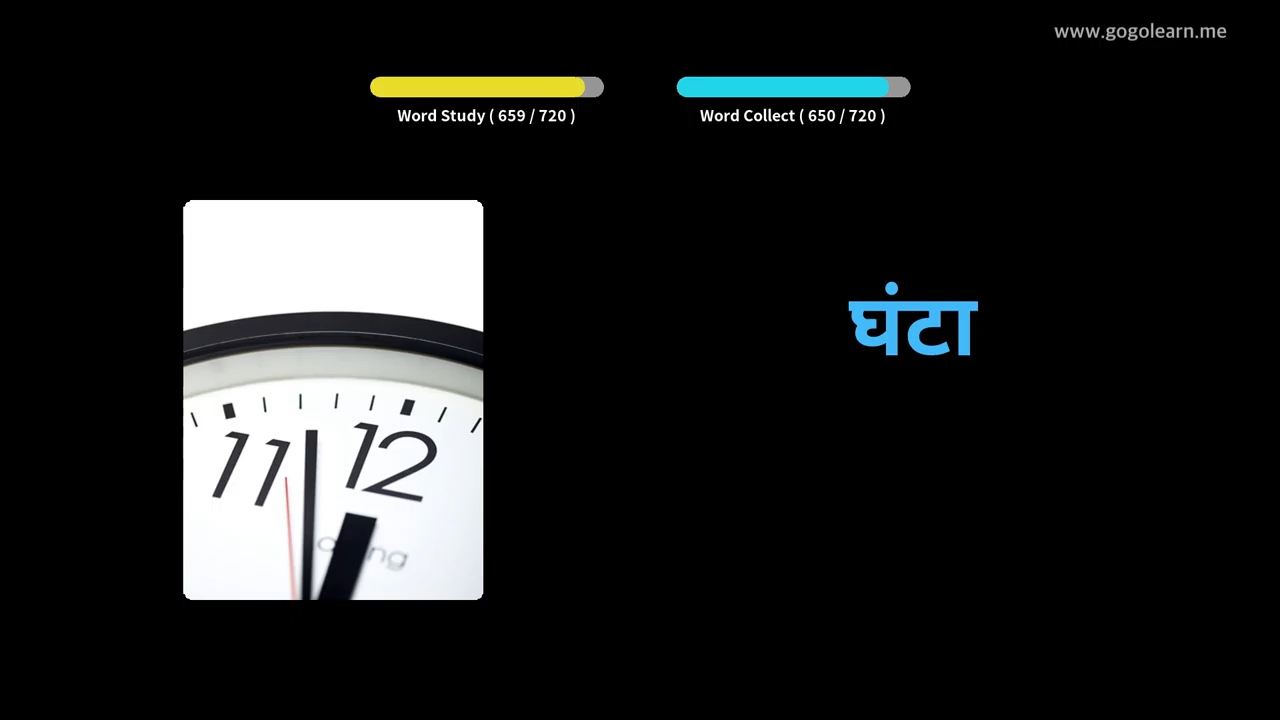 www.gogolearn.me
Word Study ( 659 / 720 )
Word Collect ( 650 / 720 )
घंटा
11 12